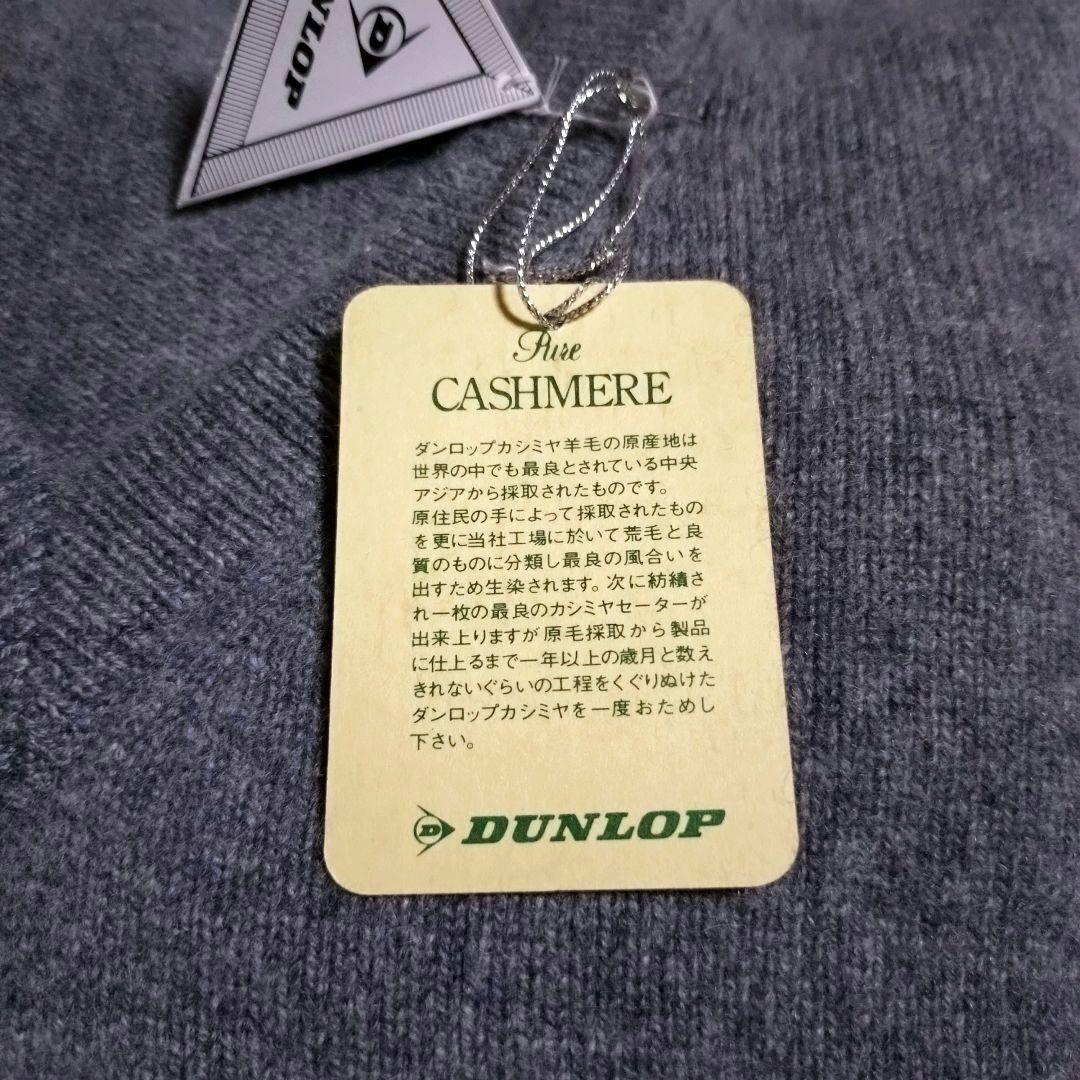 DUNLOP
D
Pure
CASHMERE
ダンロップカシミヤ羊毛の原産地は
世界の中でも最良とされている中央
アジアから採取されたものです。
原住民の手によって採取されたもの
を更に当社工場に於いて荒毛と良
質のものに分類し最良の風合いを
出すため生染されます。次に紡績さ
れ一枚の最良のカシミヤセーターが
出来上りますが原毛採取から製品
に仕上るまで一年以上の歳月と数え
きれないぐらいの工程をくぐりぬけた
ダンロップカシミヤを一度おためし
下さい。
D DUNLOP